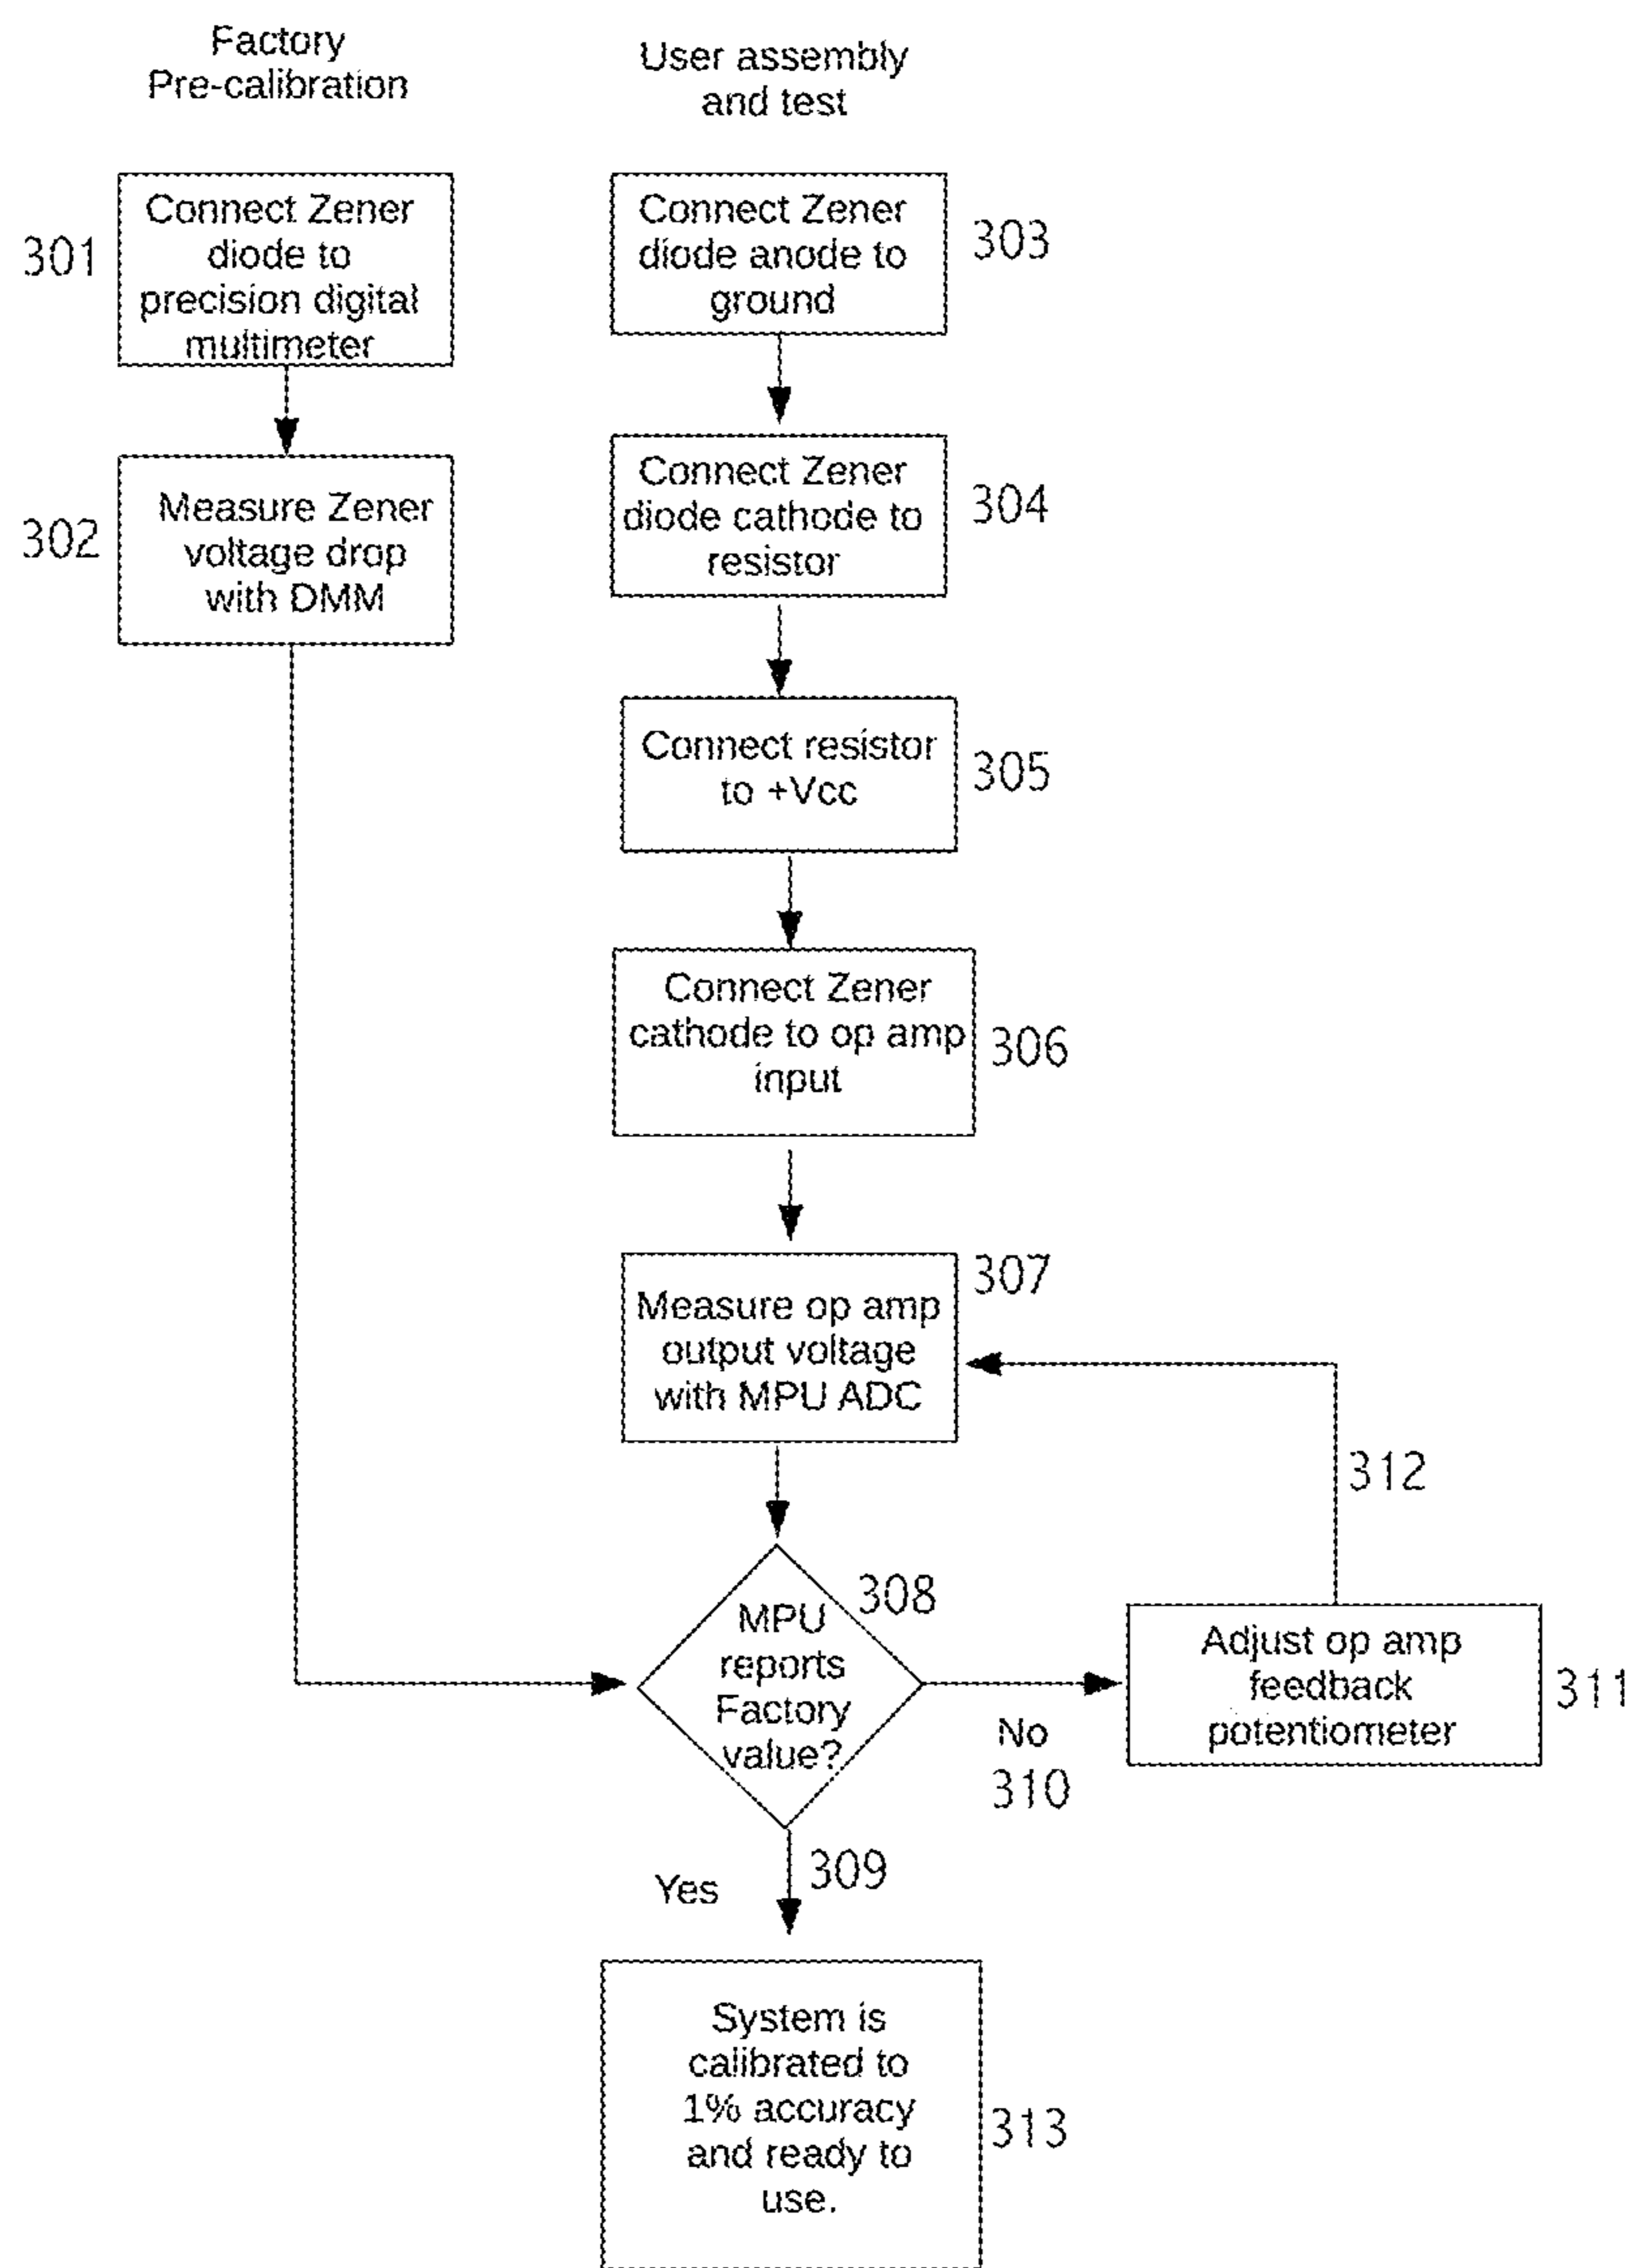 Factory
Pre-calibration
User assembly
and test
301
Connect Zener
diode to
precision digital
multimeter
302
Measure Zener
voltage drop
with DMM
Connect Zener
diode anode to
ground
303
Connect Zener
diode cathode to
resistor
304
Connect resistor
to +Vcc
305
Connect Zener
cathode to op amp
input
306
307
Measure op amp
output voltage
with MPU ADC
312
308
MPU
reports
Factory
value?
No
310
Adjust op amp
feedback
potentiometer
311
Yes
309
System is
calibrated to
1% accuracy
and ready to
use.
313